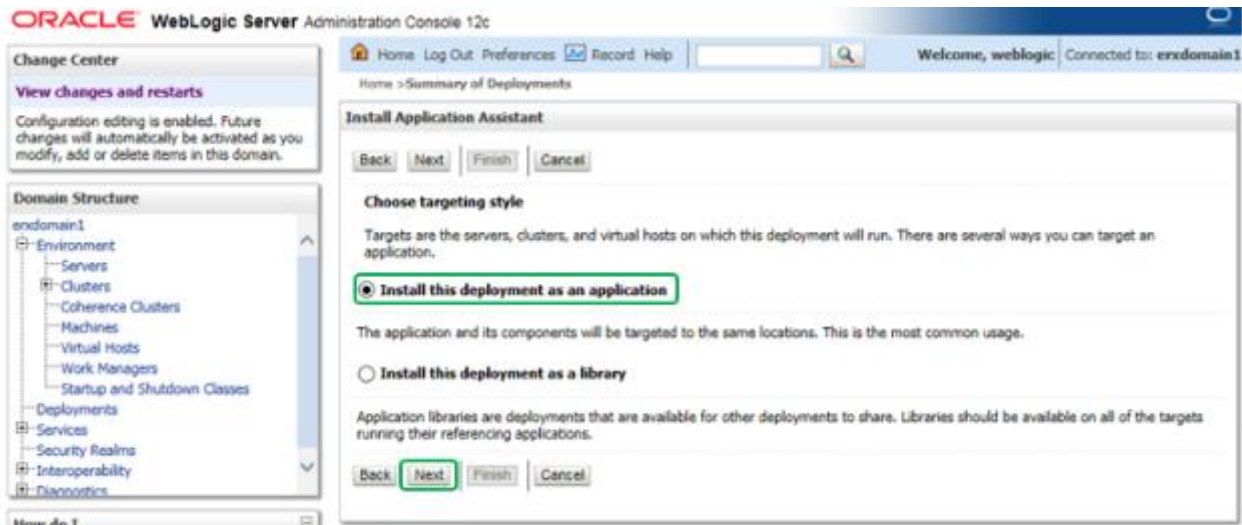 ORACLE WebLogic Server Administration Console 12c
Change Center
View changes and restarts
Configuration editing is enabled. Future
changes will automatically be activated as you
modify, add or delete items in this domain.
Domain Structure
erxdomain1
Environment
Servers
Clusters
Coherence Clusters
Machines
Virtual Hosts
Work Managers
Startup and Shutdown Classes
Deployments
Services
Security Realms
Interoperability
Diagnostics
How do I
Home Log Out Preferences Record Help
Welcome, weblogic Connected to: erxdomain1
Home >Summary of Deployments
Install Application Assistant
Back Next Finish Cancel
Choose targeting style
Targets are the servers, clusters, and virtual hosts on which this deployment will run. There are several ways you can target an
application.
Install this deployment as an application
The application and its components will be targeted to the same locations. This is the most common usage.
Install this deployment as a library
Application libraries are deployments that are available for other deployments to share. Libraries should be available on all of the targets
running their referencing applications.
Back Next Finish Cancel